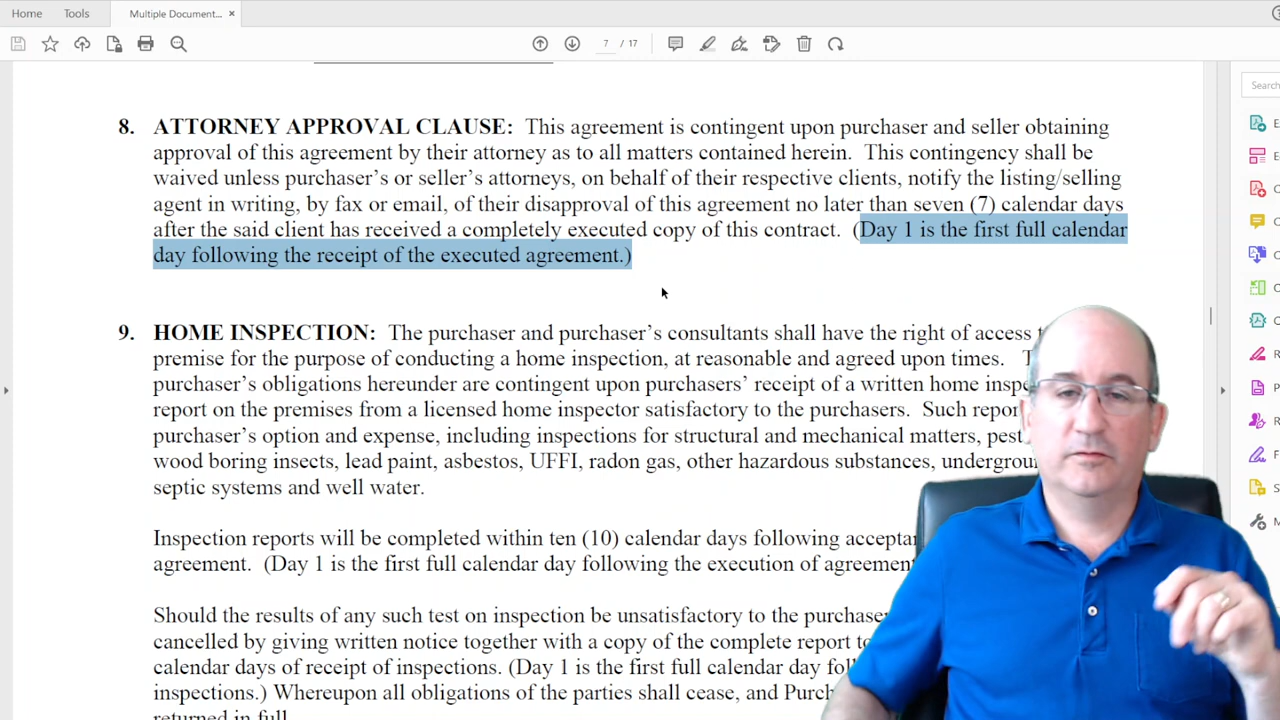 Home Tools Multiple Document... ×
7 / 17
Search
8. ATTORNEY APPROVAL CLAUSE: This agreement is contingent upon purchaser and seller obtaining
approval of this agreement by their attorney as to all matters contained herein. This contingency shall be
waived unless purchaser's or seller's attorneys, on behalf of their respective clients, notify the listing/selling
agent in writing, by fax or email, of their disapproval of this agreement no later than seven (7) calendar days
after the said client has received a completely executed copy of this contract. (Day 1 is the first full calendar
day following the receipt of the executed agreement.)
9. HOME INSPECTION: The purchaser and purchaser's consultants shall have the right of access
premise for the purpose of conducting a home inspection, at reasonable and agreed upon times.
purchaser's obligations hereunder are contingent upon purchasers' receipt of a written home
report on the premises from a licensed home inspector satisfactory to the purchasers. Such
purchaser's option and expense, including inspections for structural and mechanical matters, pest
wood boring insects, lead paint, asbestos, UFFI, radon gas, other hazardous substances,
septic systems and well water.
Inspection reports will be completed within ten (10) calendar days following
agreement. (Day 1 is the first full calendar day following the execution of agreement
Should the results of any such test on inspection be unsatisfactory to the
cancelled by giving written notice together with a copy of the complete report
calendar days of receipt of inspections. (Day 1 is the first full calendar day
inspections.) Whereupon all obligations of the parties shall cease, and
returned in full